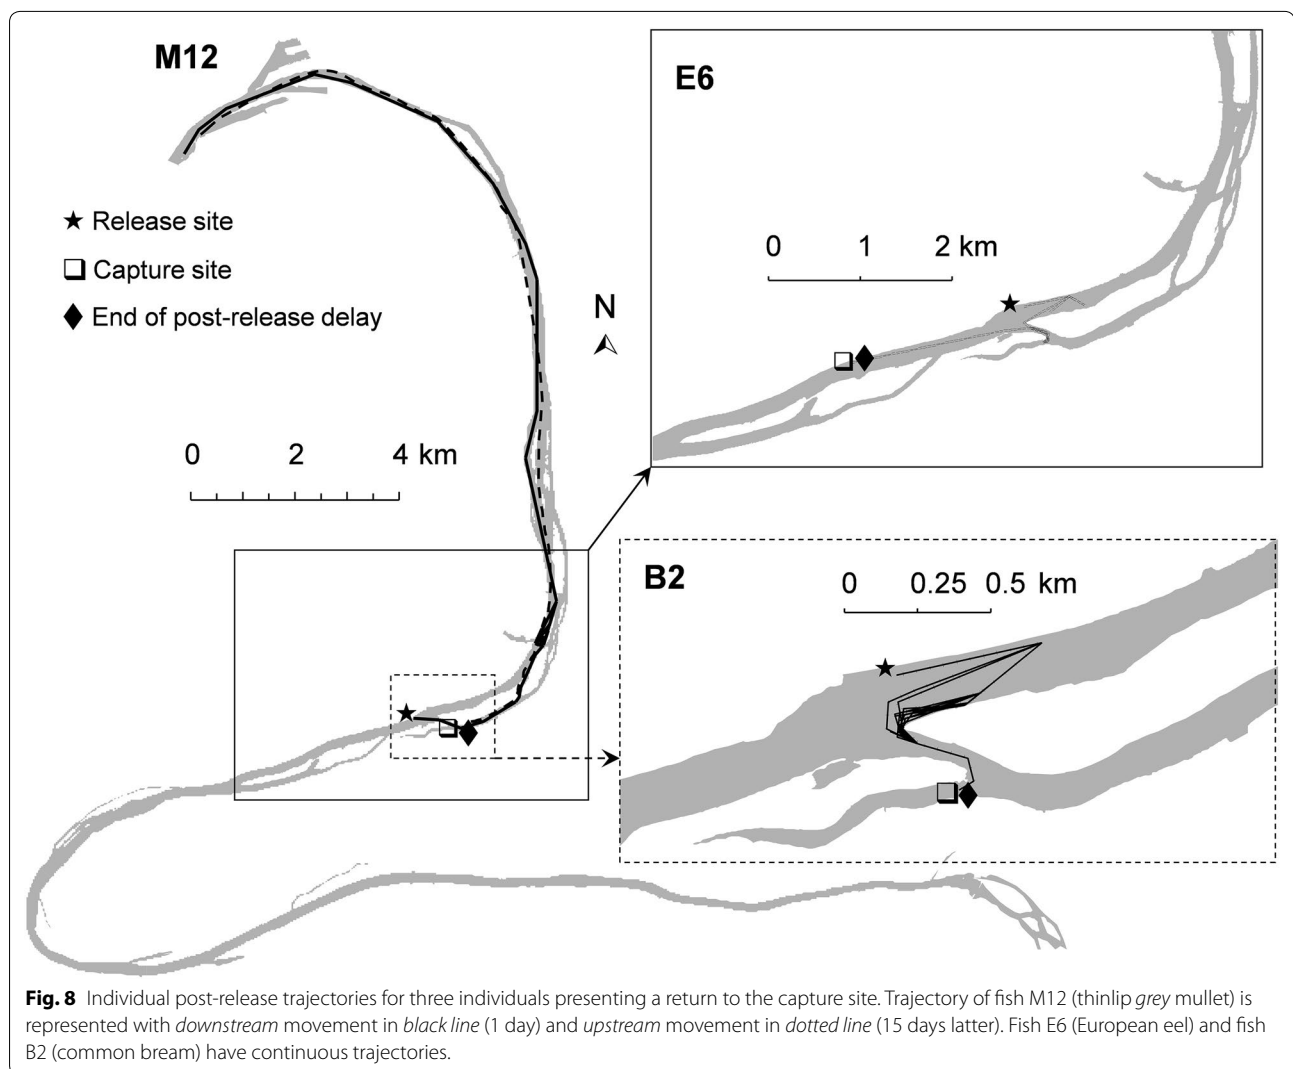 M12
★ Release site
Capture site
♦ End of post-release delay
N
0 2 4 km
E6
0 1 2 km
B2
0 0.25 0.5 km
Fig. 8 Individual post-release trajectories for three individuals presenting a return to the capture site. Trajectory of fish M12 (thinlip grey mullet) is
represented with downstream movement in black line (1 day) and upstream movement in dotted line (15 days latter). Fish E6 (European eel) and fish
B2 (common bream) have continuous trajectories.